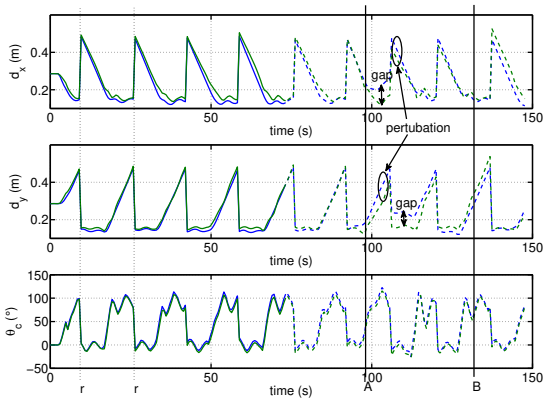 0.4
0.2
d_x (m)
gap
0 50 100 150
time (s)
pertubation
0.4
0.2
d_y (m)
gap
0 50 100 150
time (s)
150
100
50
0
−50
θ_c (°)
0 50 100 150
r r time (s) A B